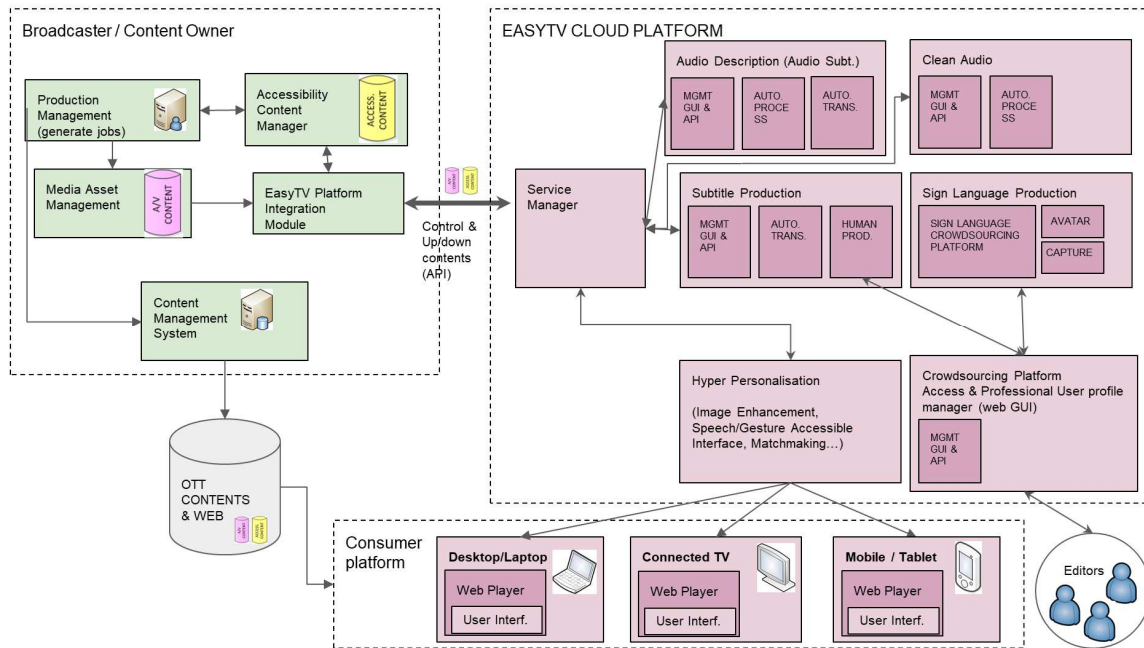 Broadcaster / Content Owner
Production
Management
(generate jobs)
Accessibility
Content
Manager
ACCESS.
CONTENT
Media Asset
Management
A/V
CONTENT
EasyTV Platform
Integration
Module
Content
Management
System
A/V
CONTENT
ACCESS.
CONTENT
Control &
Up/down
contents
(API)
OTT
CONTENTS
& WEB
A/V
CONTENT
ACCESS.
CONTENT
EASYTV CLOUD PLATFORM
Service
Manager
Audio Description (Audio Subt.)
MGMT
GUI &
API
AUTO.
PROCE
SS
AUTO.
TRANS.
Clean Audio
MGMT
GUI &
API
AUTO.
PROCE
SS
Subtitle Production
MGMT
GUI &
API
AUTO.
TRANS.
HUMAN
PROD.
Sign Language Production
SIGN LANGUAGE
CROWDSOURCING
PLATFORM
AVATAR
CAPTURE
Hyper Personalisation
(Image Enhancement,
Speech/Gesture Accessible
Interface, Matchmaking…)
Crowdsourcing Platform
Access & Professional User profile
manager (web GUI)
MGMT
GUI &
API
Consumer
platform
Desktop/Laptop
Web Player
User Interf.
Connected TV
Web Player
User Interf.
Mobile / Tablet
Web Player
User Interf.
Editors